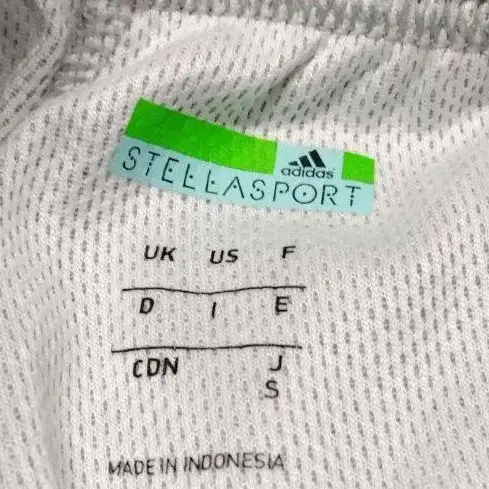 adidas
STELLASPORT
UK US F
D I E
CDN J
S
MADE IN INDONESIA